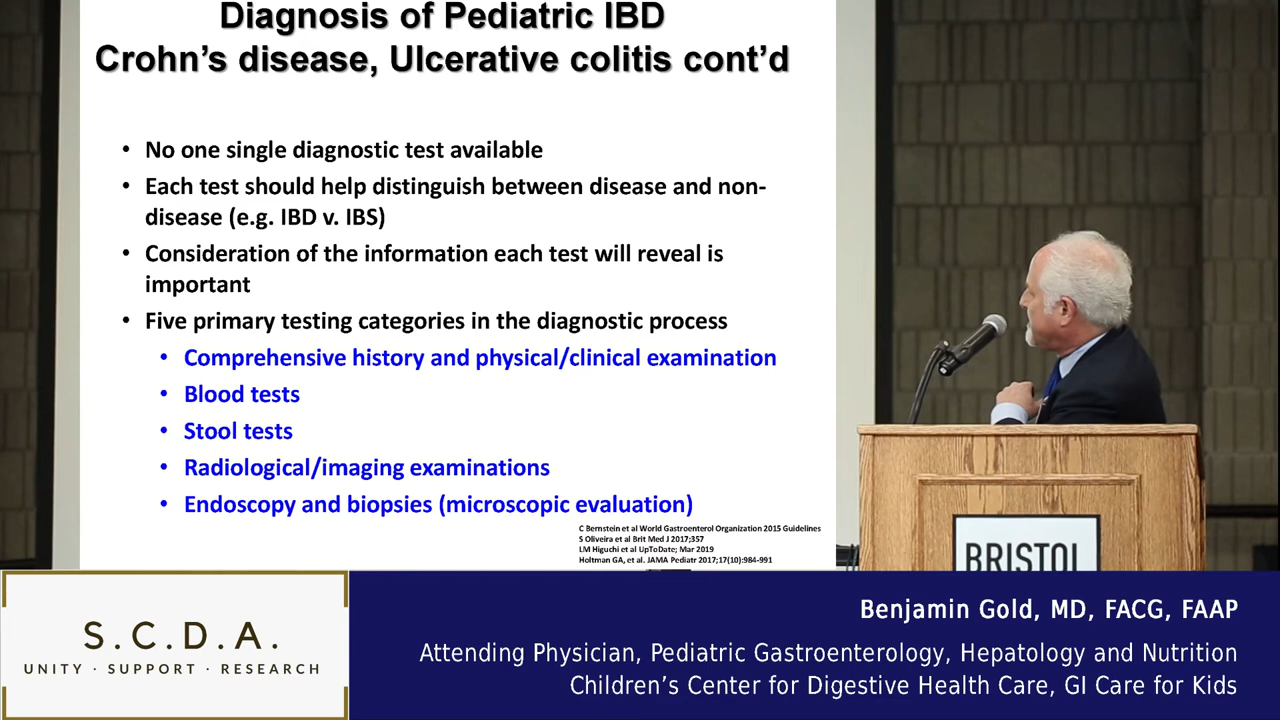 Diagnosis of Pediatric IBD
Crohn’s disease, Ulcerative colitis cont’d
• No one single diagnostic test available
• Each test should help distinguish between disease and non-
disease (e.g. IBD v. IBS)
• Consideration of the information each test will reveal is
important
• Five primary testing categories in the diagnostic process
• Comprehensive history and physical/clinical examination
• Blood tests
• Stool tests
• Radiological/imaging examinations
• Endoscopy and biopsies (microscopic evaluation)
C Bernstein et al World Gastroenterol Organization 2015 Guidelines
S Oliveira et al Brit Med J 2017;357
LM Higuchi et al UpToDate; Mar 2019
Holtman GA, et al. JAMA Pediatr 2017;17(10):984-991
BRISTOL
S.C.D.A.
UNITY · SUPPORT · RESEARCH
Benjamin Gold, MD, FACG, FAAP
Attending Physician, Pediatric Gastroenterology, Hepatology and Nutrition
Children’s Center for Digestive Health Care, GI Care for Kids